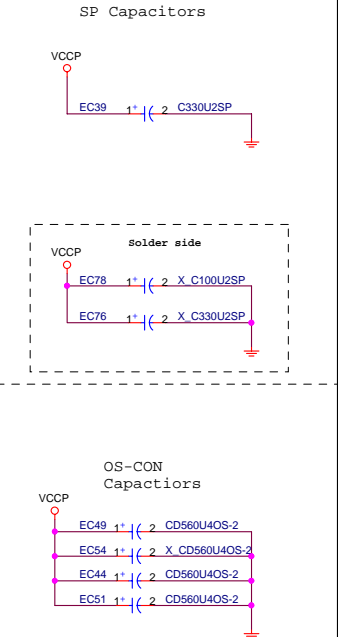 SP Capacitors
VCCP
EC39 1+ 2 C330U2SP
Solder side
VCCP
EC78 1+ 2 X_C100U2SP
EC76 1+ 2 X_C330U2SP
OS-CON
Capactiors
VCCP
EC49 1+ 2 CD560U4OS-2
EC54 1+ 2 X_CD560U4OS-2
EC44 1+ 2 CD560U4OS-2
EC51 1+ 2 CD560U4OS-2